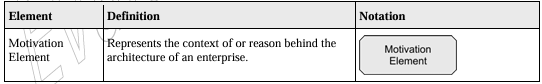 Element Definition Notation
Motivation Element Represents the context of or reason behind the architecture of an enterprise. Motivation Element